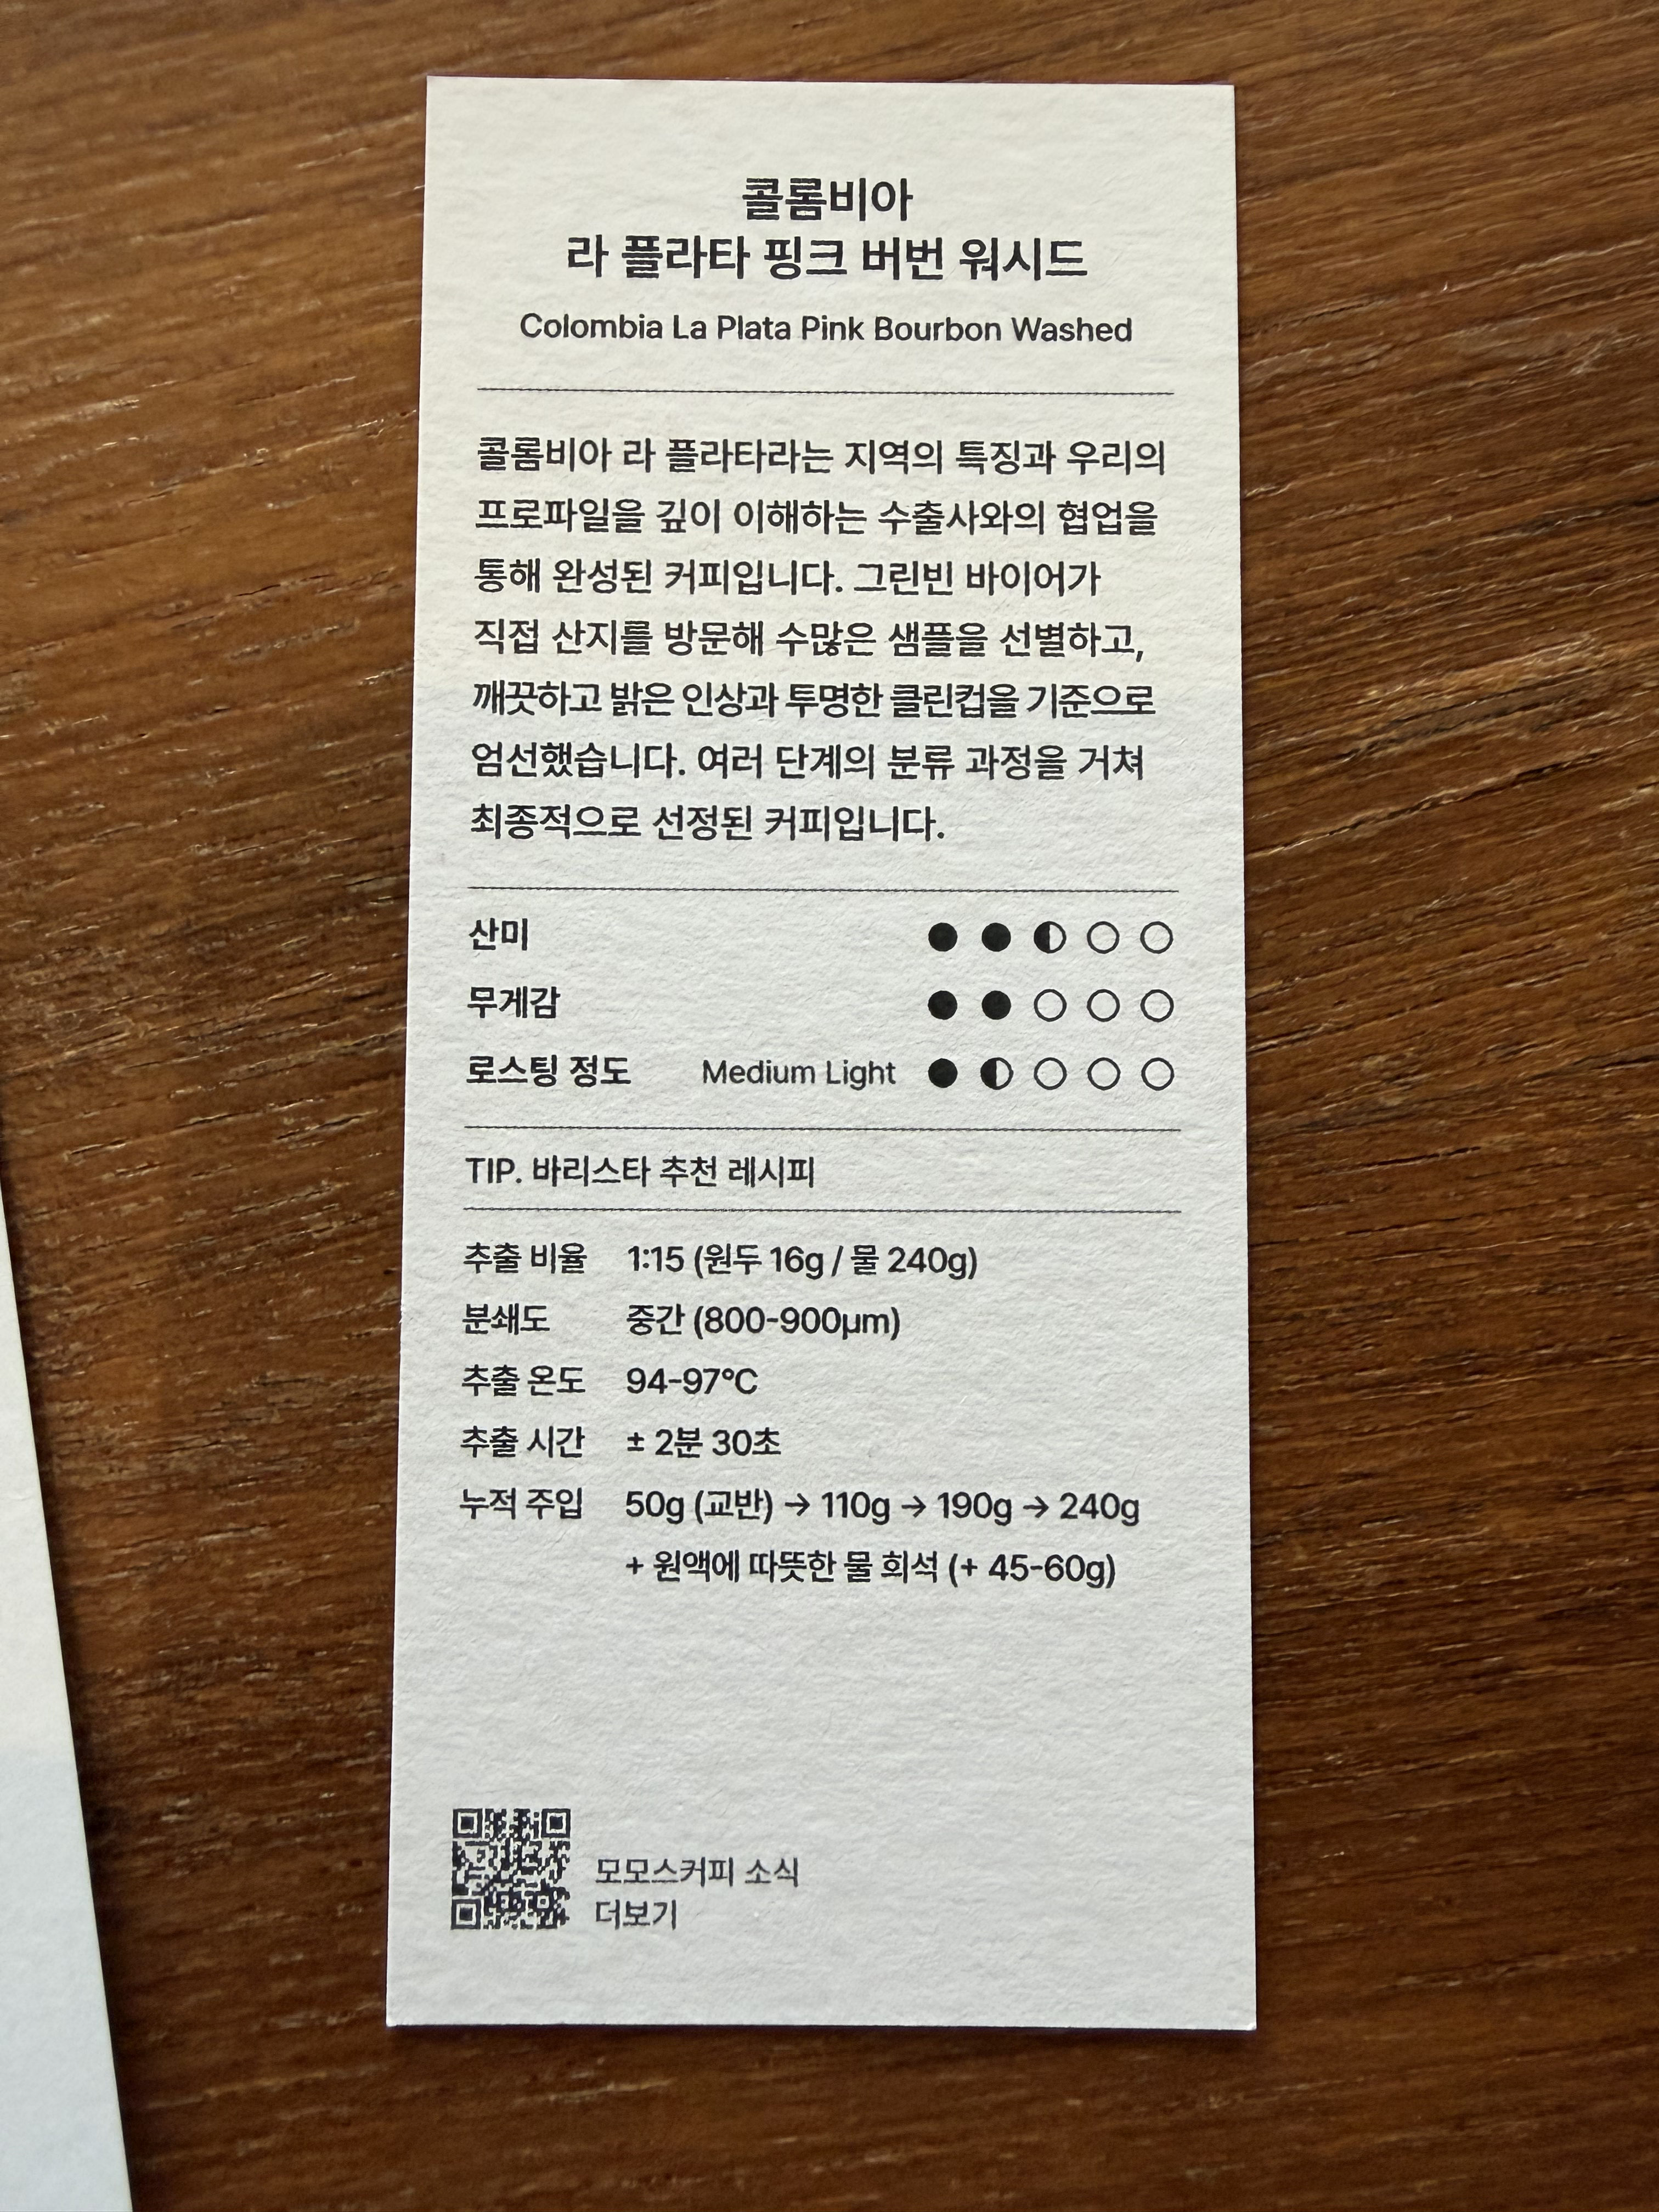 콜롬비아
라 플라타 핑크 버번 워시드
Colombia La Plata Pink Bourbon Washed
콜롬비아 라 플라타라는 지역의 특징과 우리의
프로파일을 깊이 이해하는 수출사와의 협업을
통해 완성된 커피입니다. 그린빈 바이어가
직접 산지를 방문해 수많은 샘플을 선별하고,
깨끗하고 밝은 인상과 투명한 클린컵을 기준으로
엄선했습니다. 여러 단계의 분류 과정을 거쳐
최종적으로 선정된 커피입니다.
산미
무게감
로스팅 정도 Medium Light
TIP. 바리스타 추천 레시피
추출 비율 1:15 (원두 16g / 물 240g)
분쇄도 중간 (800-900μm)
추출 온도 94-97°C
추출 시간 ± 2분 30초
누적 주입 50g (교반) → 110g → 190g → 240g
+ 원액에 따뜻한 물 희석 (+ 45-60g)
모모스커피 소식
더보기